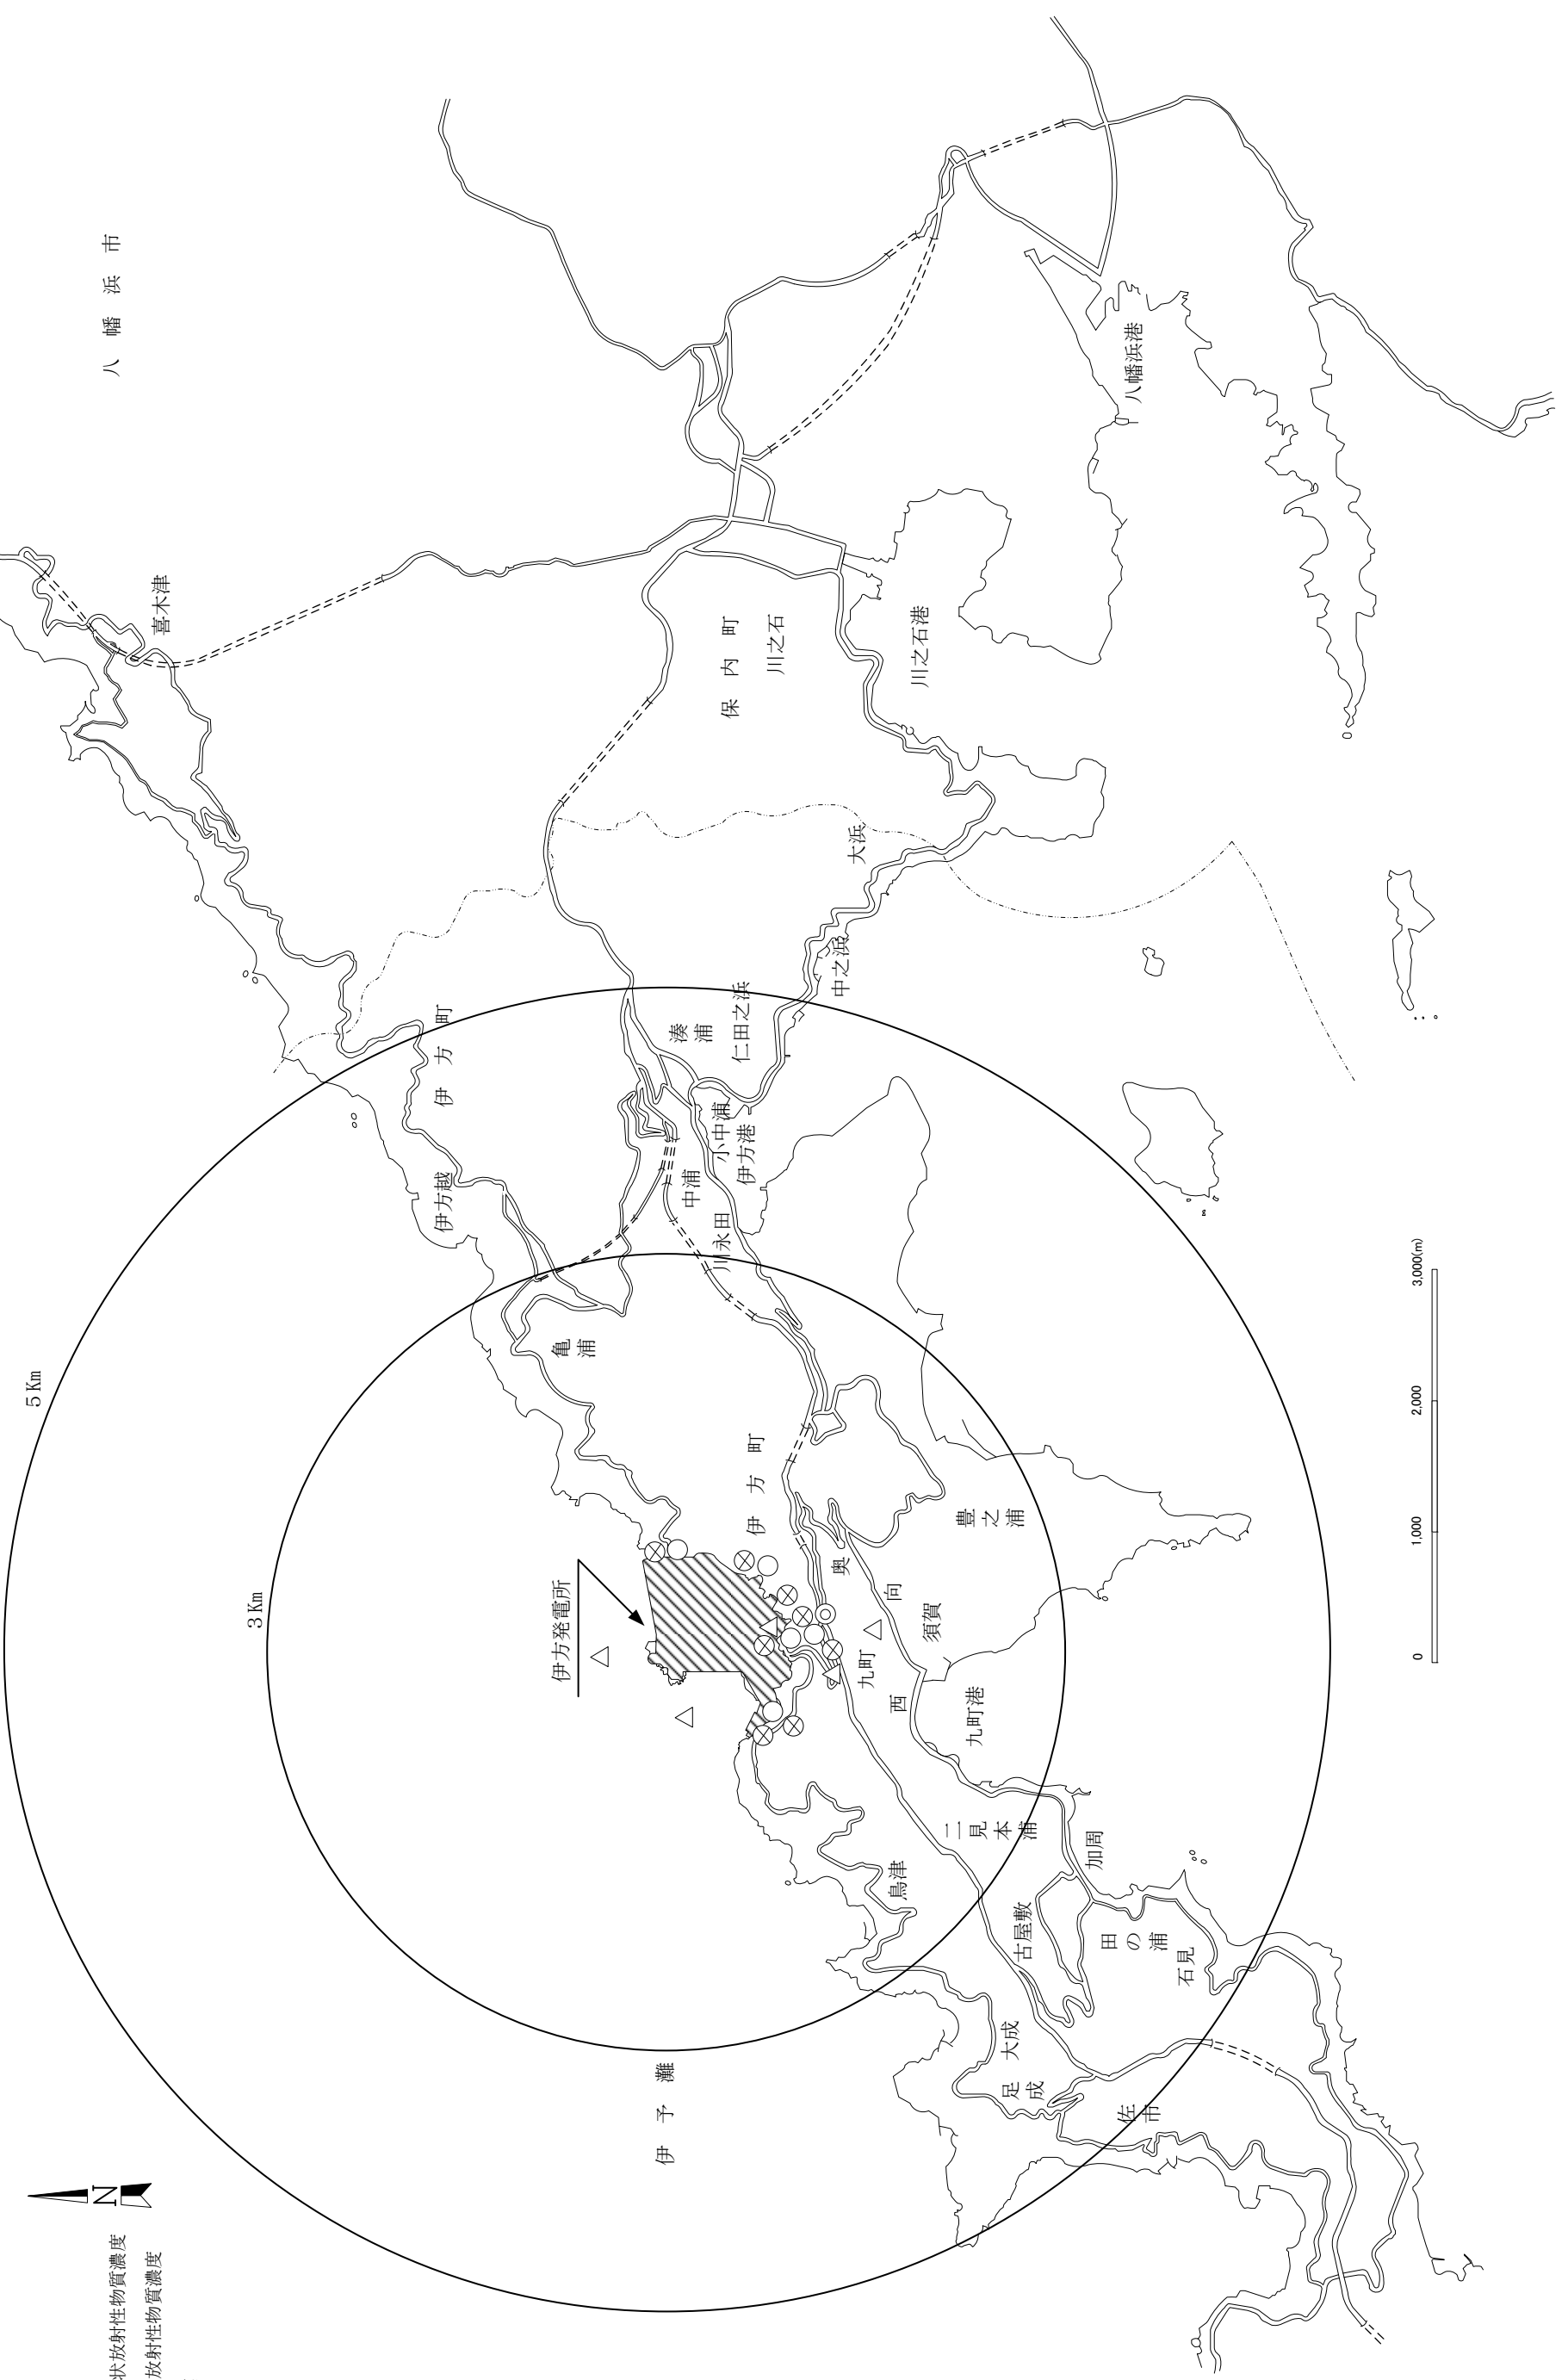 八幡浜市
喜木津
八幡浜港
保内町
川之石
川之石港
大浜
中之浜
仁田之浜
湊浦
伊方町
小中浦
伊方港
中浦
伊方越
川永田
亀浦
5Km
3Km
伊方町
豊之浦
奥
向
須賀
伊方発電所
九町
西
九町港
二見本浦
加周
鳥津
古屋敷
田の浦
石見
大成
足成
佐市
伊予灘
N
状放射性物質濃度
放射性物質濃度
0
1,000
2,000
3,000(m)